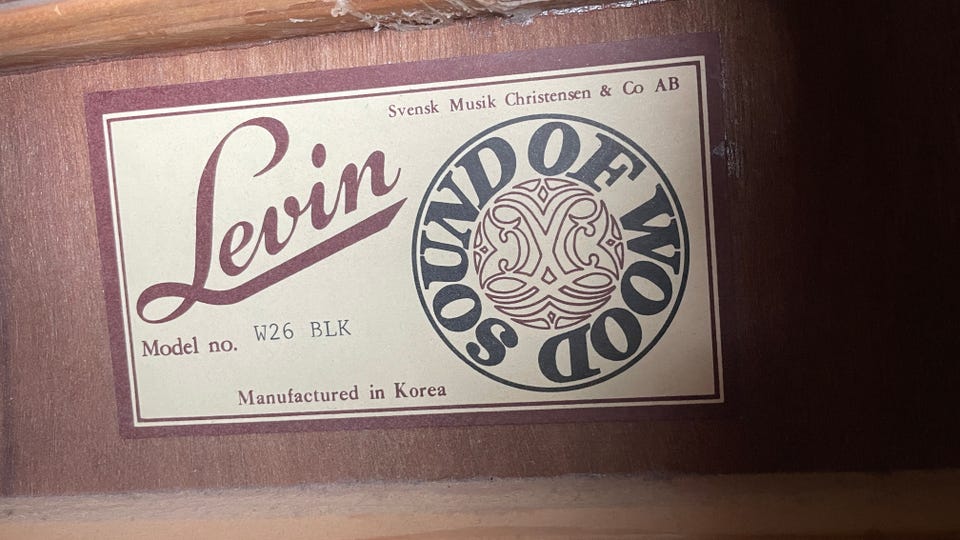 Svensk Musik Christensen & Co AB
Levin
SOUND OF WOOD
Model no. W26 BLK
Manufactured in Korea